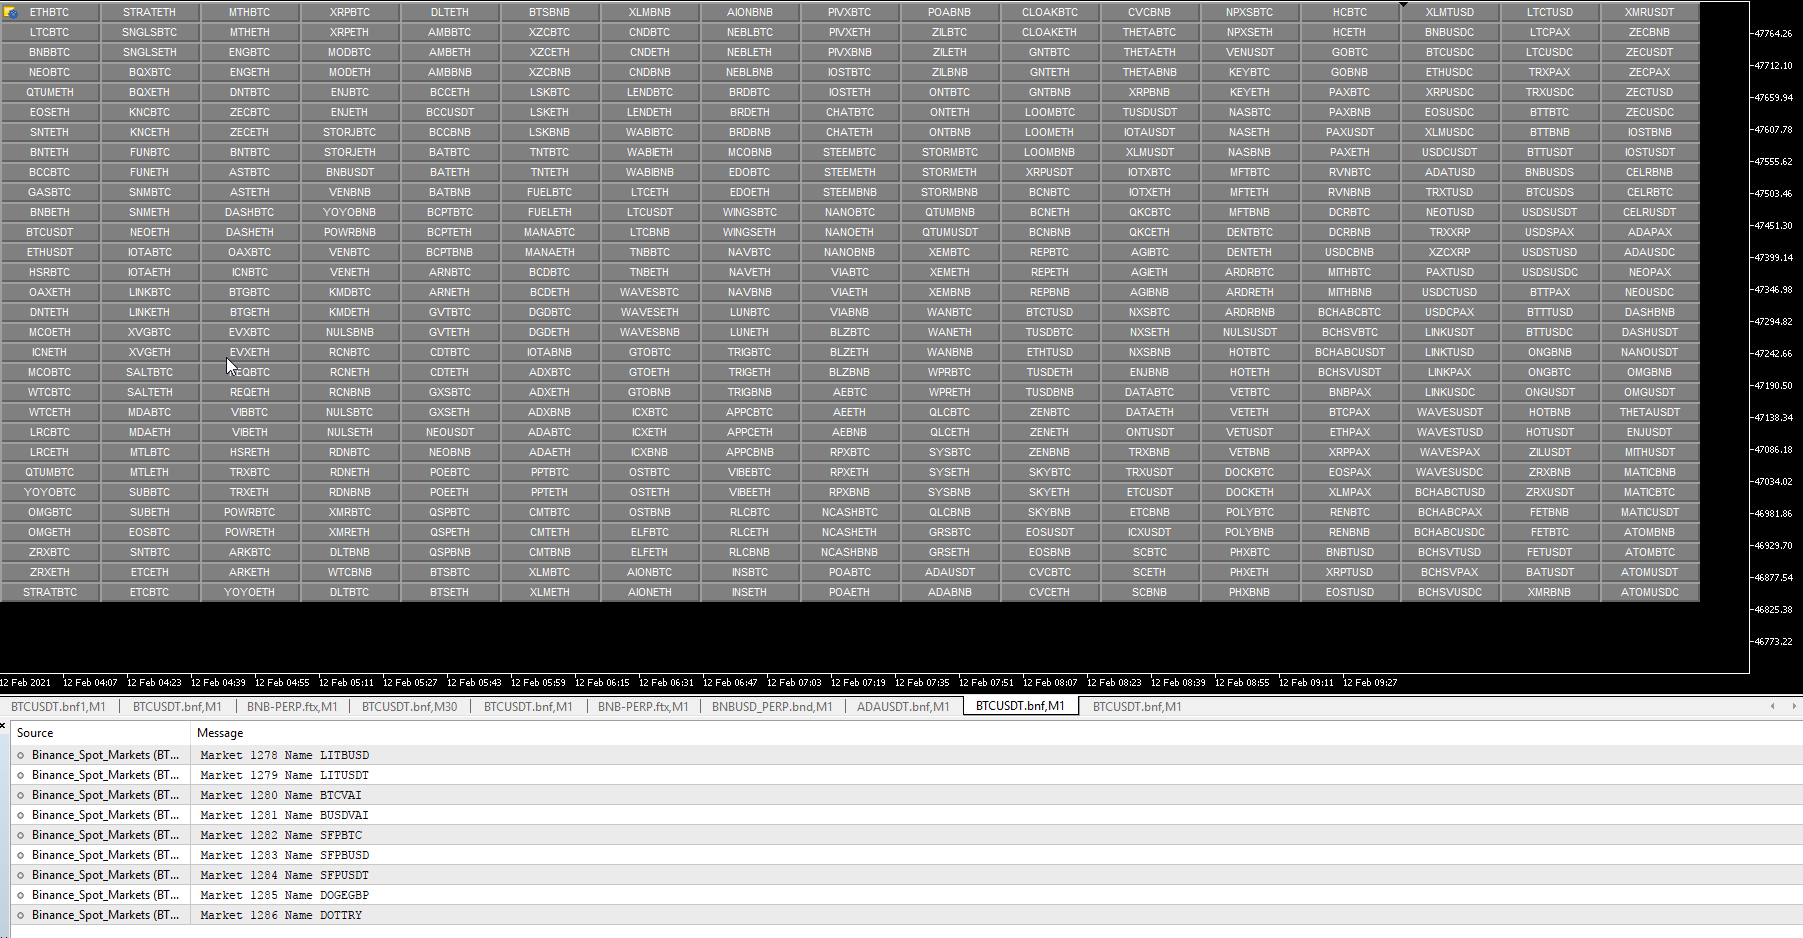 ETHBTC STRATETH MTHBTC XRPBTC DLTETH BTSBNB XLMBNB AIONBNB PIVXBTC POABNB CLOAKBTC CVCBNB NPXSBTC HCBTC XLMTUSD LTCTUSD XMRUSDT
LTCBTC SNGLSBTC MTHETH XRPETH AMBBTC XZCBTC CNDBTC NEBLBTC PIVXETH ZILBTC CLOAKETH THETABTC NPXSETH HCETH BNBUSDC LTCPAX ZECBNB 47764.26
BNBBTC SNGLSETH ENGBTC MODBTC AMBETH XZCETH CNDETH NEBLETH PIVXBNB ZILETH GNTBTC THETAETH VENUSDT GOBTC BTCUSDC LTCUSDC ZECUSDT
NEOBTC BQXBTC ENGETH MODETH AMBBNB XZCBNB CNDBNB NEBLBNB IOSTBTC ZILBNB GNTETH THETABNB KEYBTC GOBNB ETHUSDC TRXPAX ZECPAX 47712.10
QTUMETH BQXETH DNTBTC ENJBTC BCCETH LSKBTC LENDBTC BRDBTC IOSTETH ONTBTC GNTBNB XRPBNB KEYETH PAXBTC XRPUSDC TRXUSDC ZECTUSD 47659.94
EOSETH KNCBTC ZECBTC ENJETH BCCUSDT LSKETH LENDETH BRDETH CHATBTC ONTETH LOOMBTC TUSDUSDT NASBTC PAXBNB EOSUSDC BTTBTC ZECUSDC
SNTETH KNCETH ZECETH STORJBTC BCCBNB LSKBNB WABIBTC BRDBNB CHATETH ONTBNB LOOMETH IOTAUSDT NASETH PAXUSDT XLMUSDC BTTBNB IOSTBNB 47607.78
BNTETH FUNBTC BNTBTC STORJETH BATBTC TNTBTC WABIETH MCOBNB STEEMBTC STORMBTC LOOMBNB XLMUSDT NASBNB PAXETH USDCUSDT BTTUSDT IOSTUSDT 47555.62
BCCBTC FUNETH ASTBTC BNBUSDT BATETH TNTETH WABIBNB EDOBTC STEEMETH STORMETH XRPUSDT IOTXBTC MFTBTC RVNBTC ADATUSD BNBUSDS CELRBNB
GASBTC SNMBTC ASTETH VENBNB BATBNB FUELBTC LTCETH EDOETH STEEMBNB STORMBNB BCNBTC IOTXETH MFTETH RVNBNB TRXTUSD BTCUSDS CELRBTC 47503.46
BNBETH SNMETH DASHBTC YOYOBNB BCPTBTC FUELETH LTCUSDT WINGSBTC NANOBTC QTUMBNB BCNETH QKCBTC MFTBNB DCRBTC NEOTUSD USDSUSDT CELRUSDT
BTCUSDT NEOETH DASHETH POWRBNB BCPTETH MANABTC LTCBNB WINGSETH NANOETH QTUMUSDT BCNBNB QKCETH DENTBTC DCRBNB TRXXRP USDSPAX ADAPAX 47451.30
ETHUSDT IOTABTC OAXBTC VENBTC BCPTBNB MANAETH TNBBTC NAVBTC NANOBNB XEMBTC REPBTC AGIBTC DENTETH USDCBNB XZCXRP USDSTUSD ADAUSDC 47399.14
HSRBTC IOTAETH ICNBTC VENETH ARNBTC BCDBTC TNBETH NAVETH VIABTC XEMETH REPETH AGIETH ARDRBTC MITHBTC PAXTUSD USDSUSDC NEOPAX
OAXETH LINKBTC BTGBTC KMDBTC ARNETH BCDETH WAVESBTC NAVBNB VIAETH XEMBNB REPBNB AGIBNB ARDRETH MITHBNB USDCTUSD BTTPAX NEOUSDC 47346.98
DNTETH LINKETH BTGETH KMDETH GVTBTC DGDBTC WAVESETH LUNBTC VIABNB WANBTC BTCTUSD NXSBTC ARDRBNB BCHABCBTC USDCPAX BTTTUSD DASHBNB 47294.82
MCOETH XVGBTC EVXBTC NULSBNB GVTETH DGDETH WAVESBNB LUNETH BLZBTC WANETH TUSDBTC NXSETH NULSUSDT BCHSVBTC LINKUSDT BTTUSDC DASHUSDT
ICNETH XVGETH EVXETH RCNBTC CDTBTC IOTABNB GTOBTC TRIGBTC BLZETH WANBNB ETHTUSD NXSBNB HOTBTC BCHABCUSDT LINKTUSD ONGBNB NANOUSDT 47242.66
MCOBTC SALTBTC EQBTC RCNETH CDTETH ADXBTC GTOETH TRIGETH BLZBNB WPRBTC TUSDETH ENJBNB HOTETH BCHSVUSDT LINKPAX ONGBTC OMGBNB
WTCBTC SALTETH REQETH RCNBNB GXSBTC ADXETH GTOBNB TRIGBNB AEBTC WPRETH TUSDBNB DATABTC VETBTC BNBPAX LINKUSDC ONGUSDT OMGUSDT 47190.50
WTCETH MDABTC VIBBTC NULSBTC GXSETH ADXBNB ICXBTC APPCBTC AEETH QLCBTC ZENBTC DATAETH VETETH BTCPAX WAVESUSDT HOTBNB THETAUSDT 47138.34
LRCBTC MDAETH VIBETH NULSETH NEOUSDT ADABTC ICXETH APPCETH AEBNB QLCETH ZENETH ONTUSDT VETUSDT ETHPAX WAVESTUSD HOTUSDT ENJUSDT
LRCETH MTLBTC HSRETH RDNBTC NEOBNB ADAETH ICXBNB APPCBNB RPXBTC SYSBTC ZENBNB TRXBNB VETBNB XRPPAX WAVESPAX ZILUSDT MITHUSDT 47086.18
QTUMBTC MTLETH TRXBTC RDNETH POEBTC PPTBTC OSTBTC VIBEBTC RPXETH SYSETH SKYBTC TRXUSDT DOCKBTC EOSPAX WAVESUSDC ZRXBNB MATICBNB 47034.02
YOYOBTC SUBBTC TRXETH RDNBNB POEETH PPTETH OSTETH VIBEETH RPXBNB SYSBNB SKYETH ETCUSDT DOCKETH XLMPAX BCHABCTUSD ZRXUSDT MATICBTC
OMGBTC SUBETH POWRBTC XMRBTC QSPBTC CMTBTC OSTBNB RLCBTC NCASHBTC QLCBNB SKYBNB ETCBNB POLYBTC RENBTC BCHABCPAX FETBNB MATICUSDT 46981.86
OMGETH EOSBTC POWRETH XMRETH QSPETH CMTETH ELFBTC RLCETH NCASHETH GRSBTC EOSUSDT ICXUSDT POLYBNB RENBNB BCHABCUSDC FETBTC ATOMBNB
ZRXBTC SNTBTC ARKBTC DLTBNB QSPBNB CMTBNB ELFETH RLCBNB NCASHBNB GRSETH EOSBNB SCBTC PHXBTC BNBTUSD BCHSVTUSD FETUSDT ATOMBTC 46929.70
ZRXETH ETCETH ARKETH WTCBNB BTSBTC XLMBTC AIONBTC INSBTC POABTC ADAUSDT CVCBTC SCETH PHXETH XRPTUSD BCHSVPAX BATUSDT ATOMUSDT 46877.54
STRATBTC ETCBTC YOYOETH DLTBTC BTSETH XLMETH AIONETH INSETH POAETH ADABNB CVCETH SCBNB PHXBNB EOSTUSD BCHSVUSDC XMRBNB ATOMUSDC
46825.38
46773.22
12 Feb 2021 12 Feb 04:07 12 Feb 04:23 12 Feb 04:39 12 Feb 04:55 12 Feb 05:11 12 Feb 05:27 12 Feb 05:43 12 Feb 05:59 12 Feb 06:15 12 Feb 06:31 12 Feb 06:47 12 Feb 07:03 12 Feb 07:19 12 Feb 07:35 12 Feb 07:51 12 Feb 08:07 12 Feb 08:23 12 Feb 08:39 12 Feb 08:55 12 Feb 09:11 12 Feb 09:27
BTCUSDT.bnf1,M1 BTCUSDT.bnf,M1 BNB-PERP.ftx,M1 BTCUSDT.bnf,M30 BTCUSDT.bnf,M1 BNB-PERP.ftx,M1 BNBUSD_PERP.bnd,M1 ADAUSDT.bnf,M1 BTCUSDT.bnf,M1 BTCUSDT.bnf,M1
Source Message
Binance_Spot_Markets (BT... Market 1278 Name LITBUSD
Binance_Spot_Markets (BT... Market 1279 Name LITUSDT
Binance_Spot_Markets (BT... Market 1280 Name BTCVAI
Binance_Spot_Markets (BT... Market 1281 Name BUSDVAI
Binance_Spot_Markets (BT... Market 1282 Name SFPBTC
Binance_Spot_Markets (BT... Market 1283 Name SFPBUSD
Binance_Spot_Markets (BT... Market 1284 Name SFPUSDT
Binance_Spot_Markets (BT... Market 1285 Name DOGEGBP
Binance_Spot_Markets (BT... Market 1286 Name DOTTRY